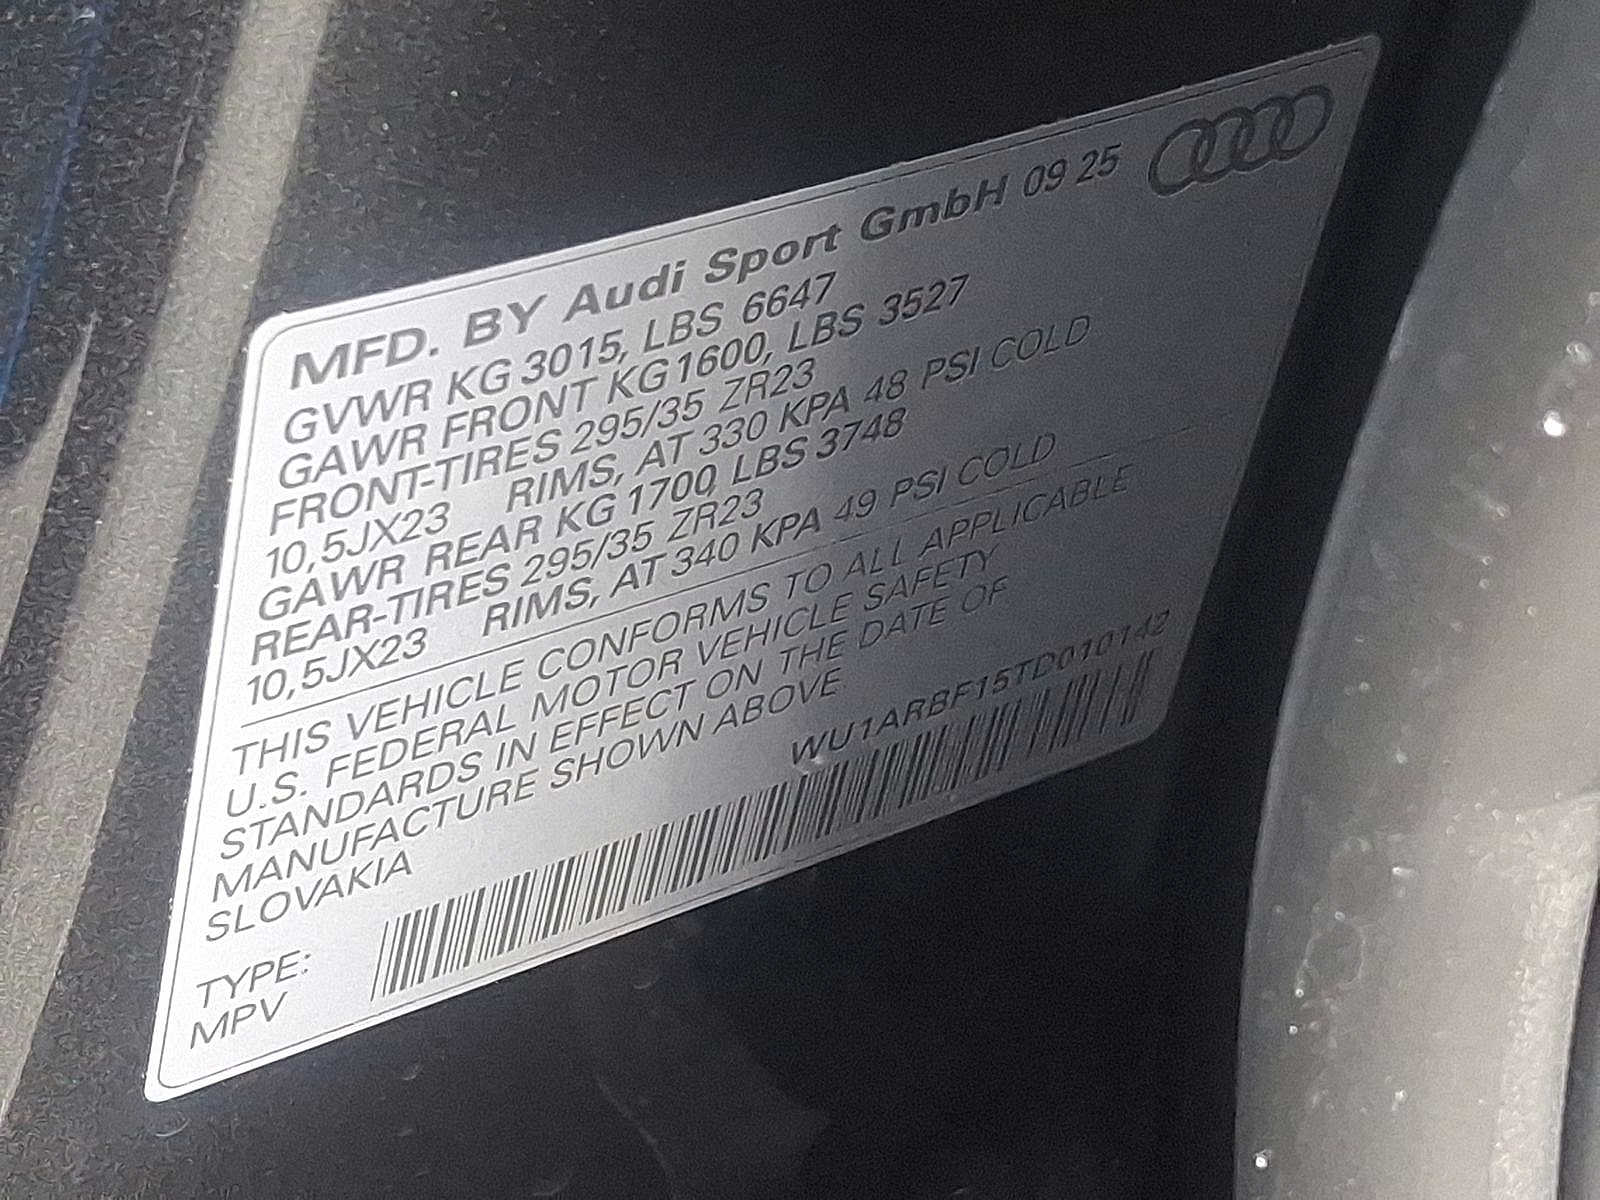 MFD. BY Audi Sport GmbH 09 25
GVWR KG 3015, LBS 6647
GAWR FRONT KG1600, LBS 3527
FRONT-TIRES 295/35 ZR23
10,5JX23 RIMS, AT 330 KPA 48 PSI COLD
GAWR REAR KG 1700, LBS 3748
REAR-TIRES 295/35 ZR23
10,5JX23 RIMS, AT 340 KPA 49 PSI COLD
THIS VEHICLE CONFORMS TO ALL APPLICABLE
U.S. FEDERAL MOTOR VEHICLE SAFETY
STANDARDS IN EFFECT ON THE DATE OF
MANUFACTURE SHOWN ABOVE
SLOVAKIA
WU1ARBF15TD010142
TYPE:
MPV